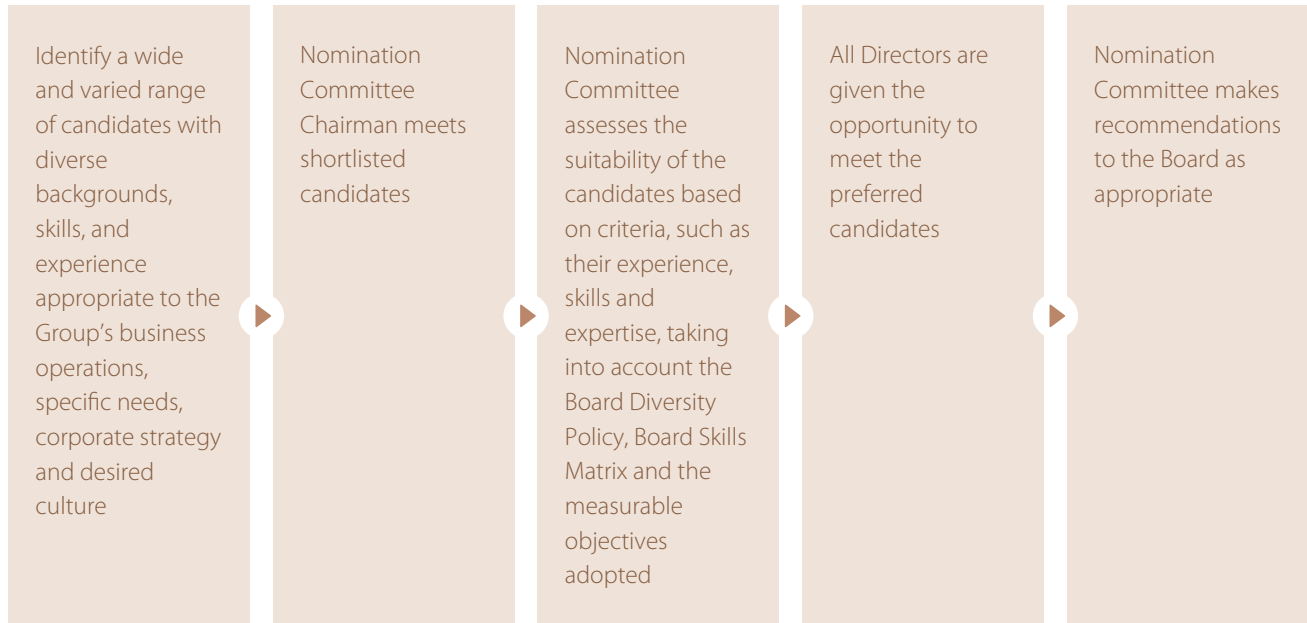 Identify a wide
and varied range
of candidates with
diverse
backgrounds,
skills, and
experience
appropriate to the
Group's business
operations,
specific needs,
corporate strategy
and desired
culture
Nomination
Committee
Chairman meets
shortlisted
candidates
Nomination
Committee
assesses the
suitability of the
candidates based
on criteria, such as
their experience,
skills and
expertise, taking
into account the
Board Diversity
Policy, Board Skills
Matrix and the
measurable
objectives
adopted
All Directors are
given the
opportunity to
meet the
preferred
candidates
Nomination
Committee makes
recommendations
to the Board as
appropriate